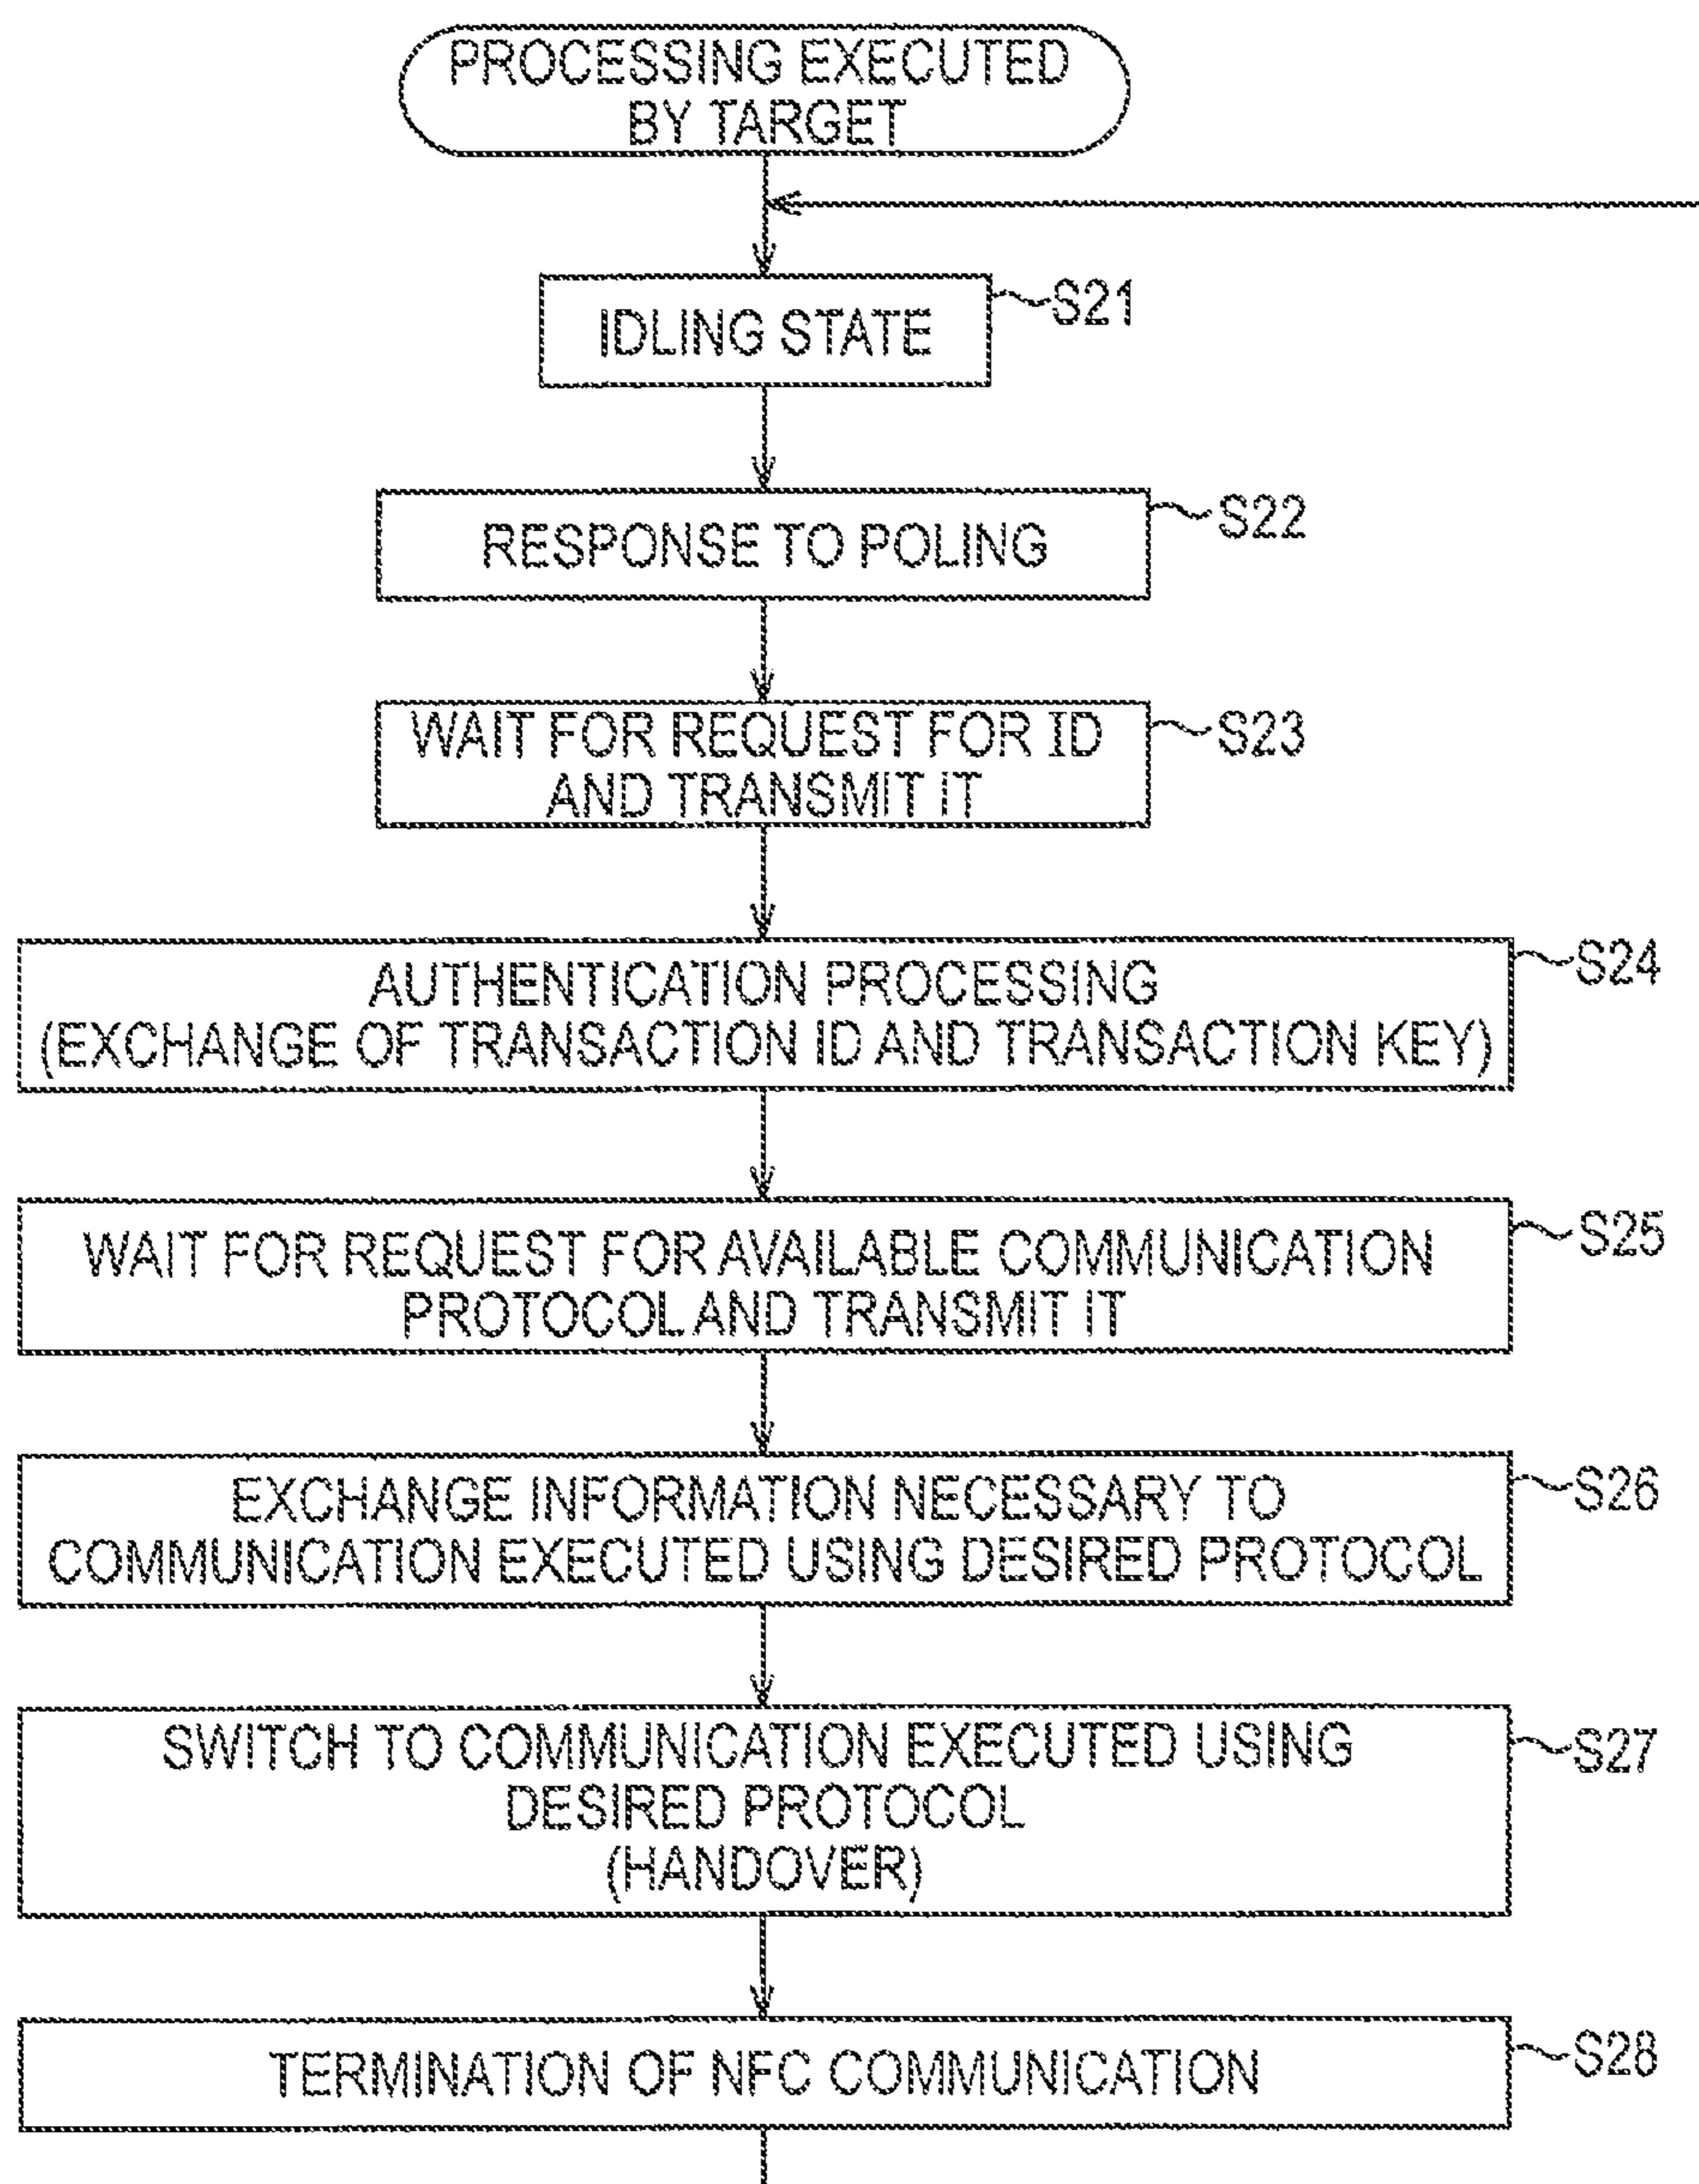 PROCESSING EXECUTED
BY TARGET
IDLING STATE
S21
RESPONSE TO POLING
S22
WAIT FOR REQUEST FOR ID
AND TRANSMIT IT
S23
AUTHENTICATION PROCESSING
(EXCHANGE OF TRANSACTION ID AND TRANSACTION KEY)
S24
WAIT FOR REQUEST FOR AVAILABLE COMMUNICATION
PROTOCOL AND TRANSMIT IT
S25
EXCHANGE INFORMATION NECESSARY TO
COMMUNICATION EXECUTED USING DESIRED PROTOCOL
S26
SWITCH TO COMMUNICATION EXECUTED USING
DESIRED PROTOCOL
(HANDOVER)
S27
TERMINATION OF NFC COMMUNICATION
S28